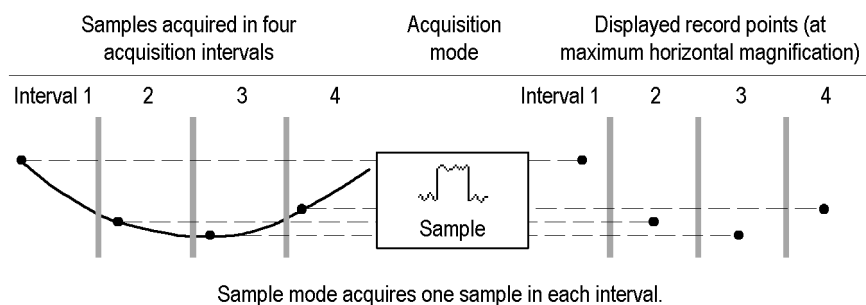 Samples acquired in four
acquisition intervals
Acquisition
mode
Displayed record points (at
maximum horizontal magnification)
Interval 1 2 3 4
Interval 1 2 3 4
Sample
Sample mode acquires one sample in each interval.